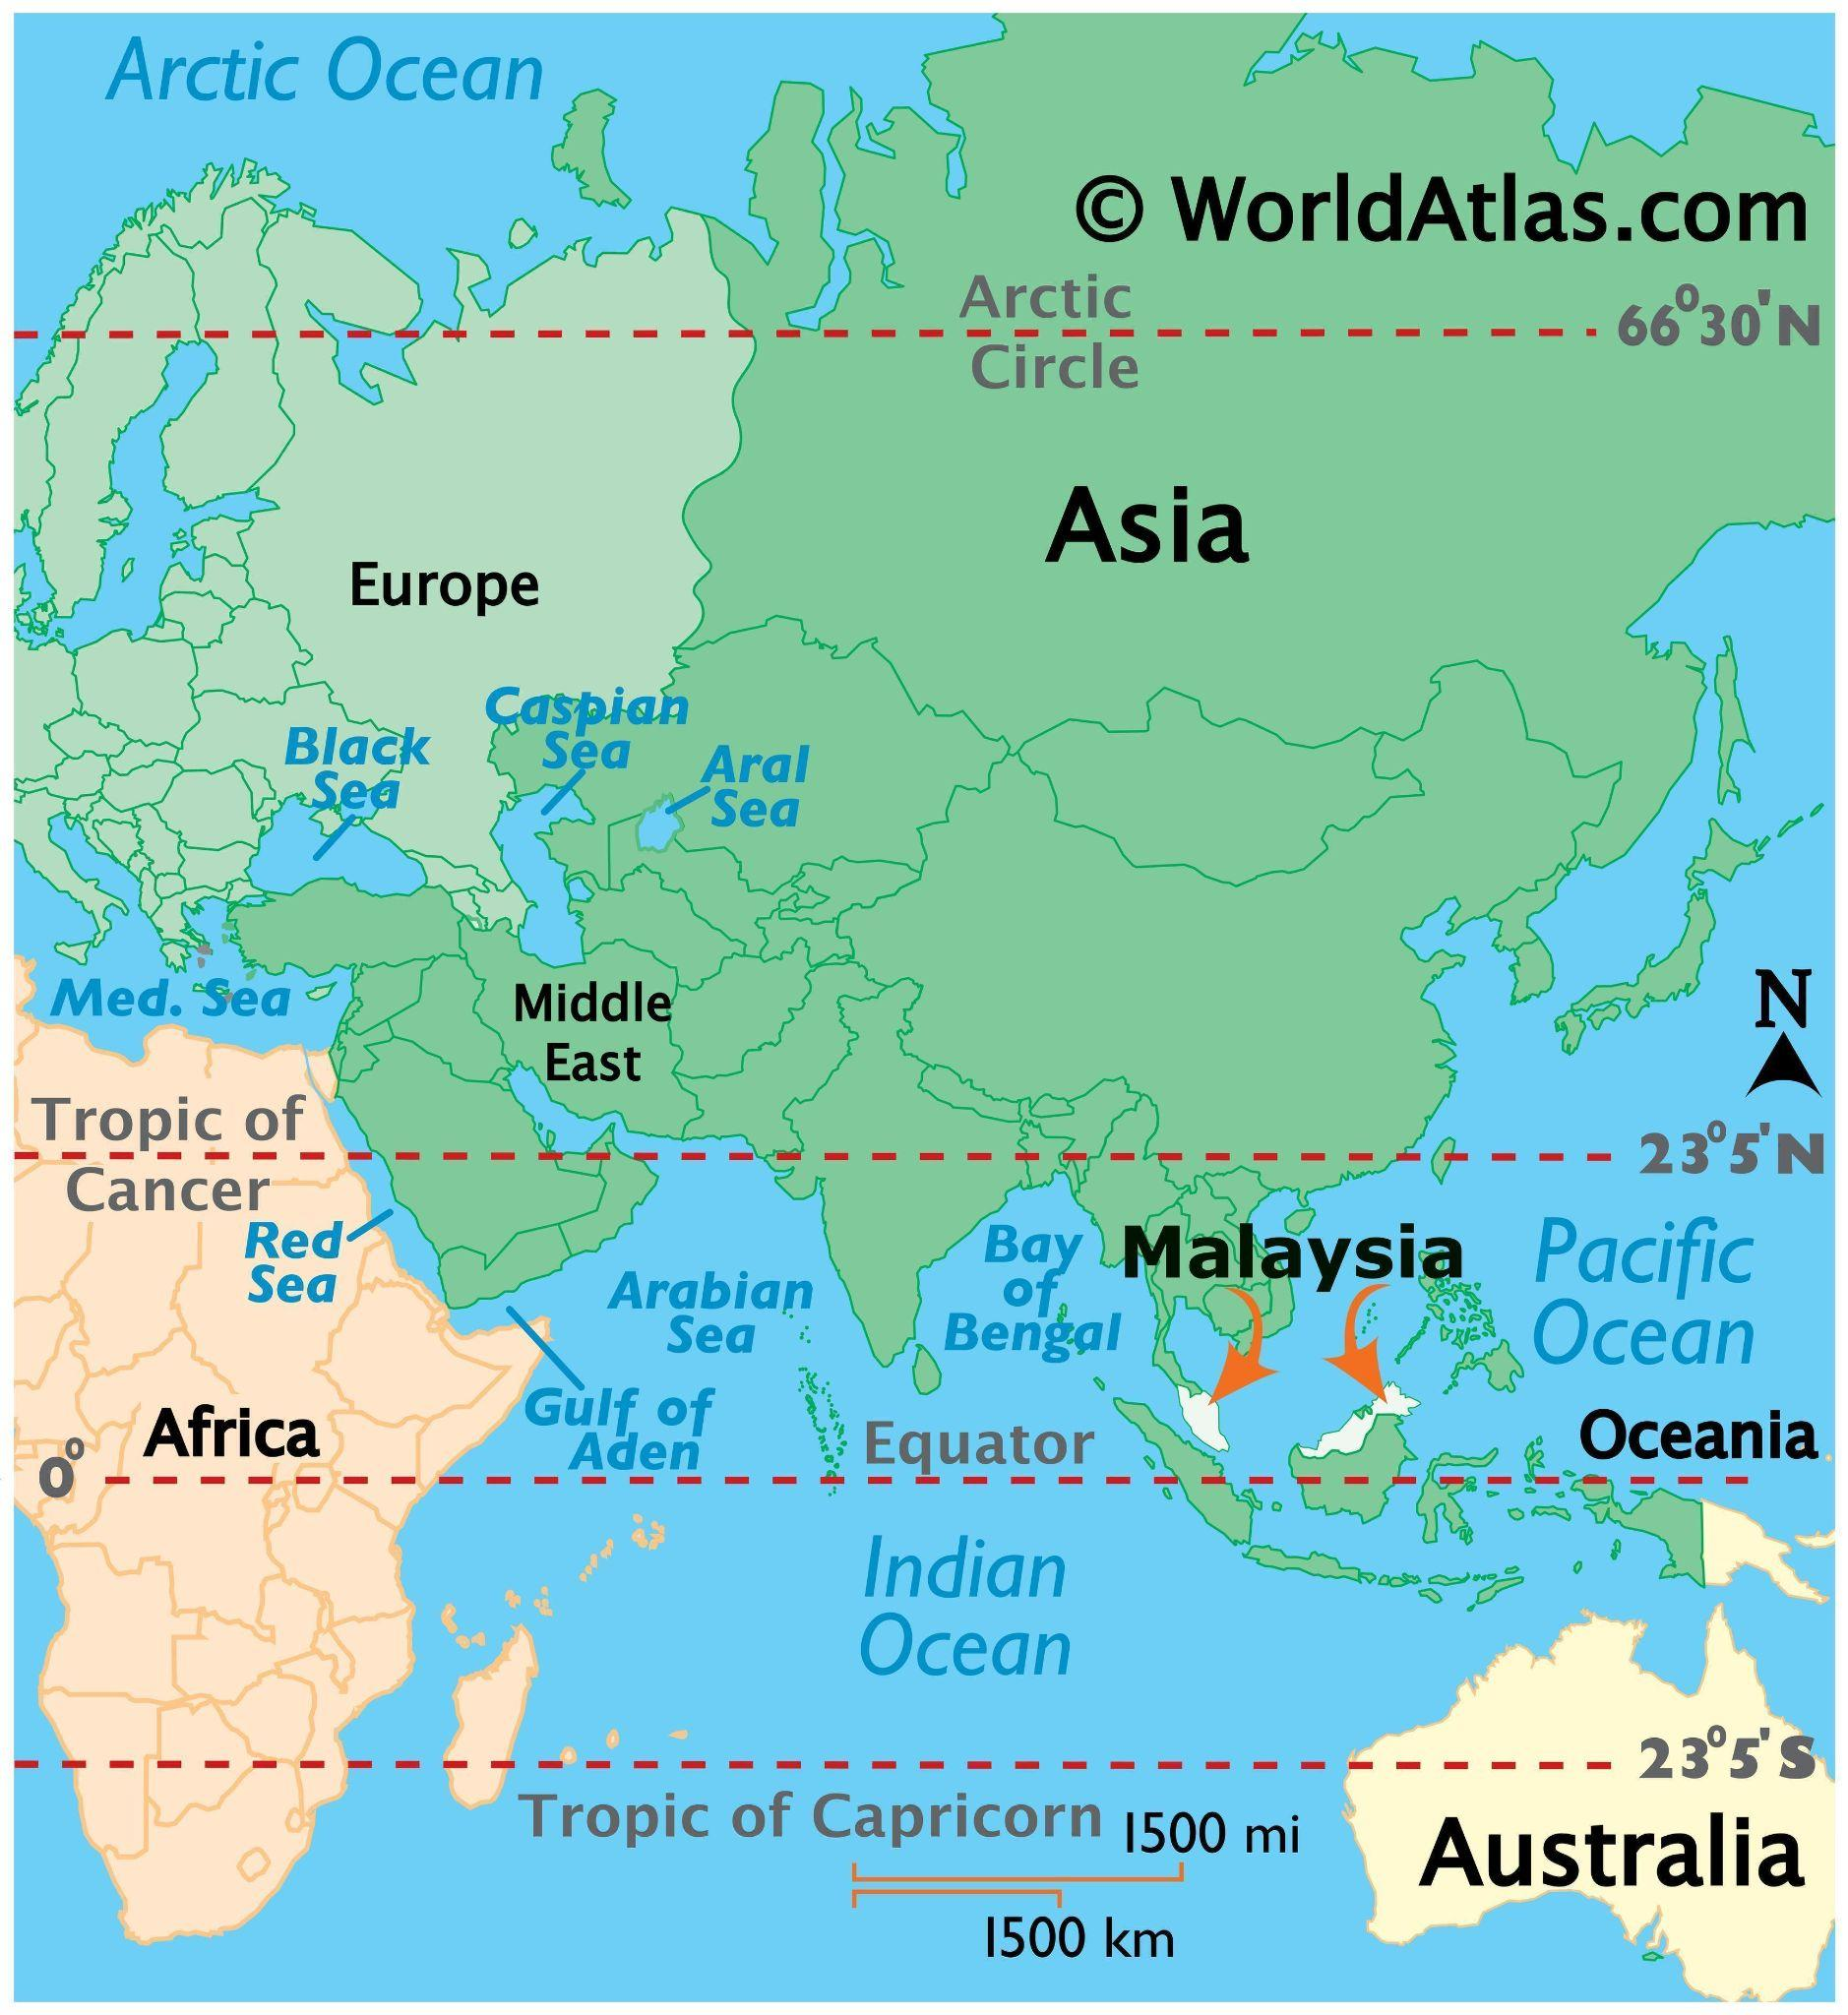 Arctic Ocean
© WorldAtlas.com
Arctic
Circle
66°30'N
Asia
Europe
Caspian
Sea
Black
Sea
Aral
Sea
Med. Sea
Middle
East
N
Tropic of
Cancer
23°5'N
Red
Sea
Arabian
Sea
Bay
of
Bengal
Malaysia
Pacific
Ocean
Gulf of
Aden
Africa
Equator
Oceania
0°
Indian
Ocean
23°5'S
Tropic of Capricorn
1500 mi
1500 km
Australia